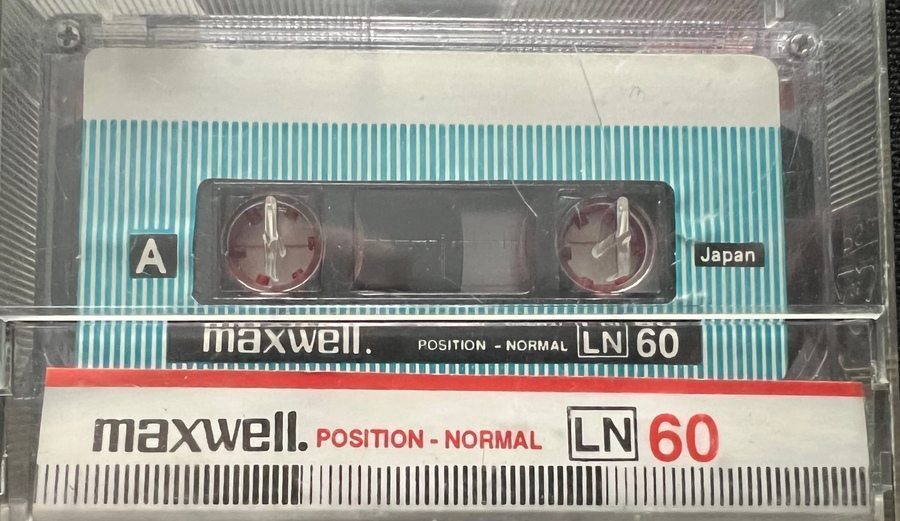 A
Japan
maxwell.
POSITION - NORMAL
LN 60
maxwell. POSITION - NORMAL LN 60